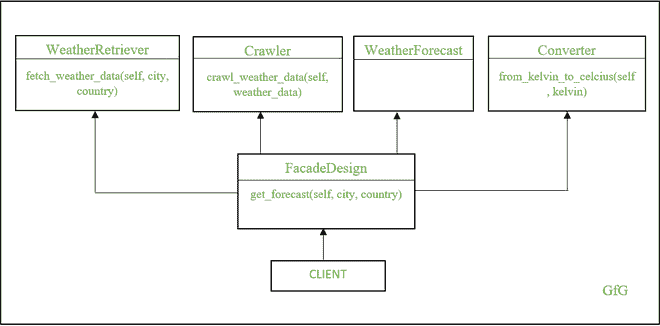 WeatherRetriever
fetch_weather_data(self, city,
country)
Crawler
crawl_weather_data(self,
weather_data)
WeatherForecast
Converter
from_kelvin_to_celcius(self
, kelvin)
FacadeDesign
get_forecast(self, city, country)
CLIENT
GfG